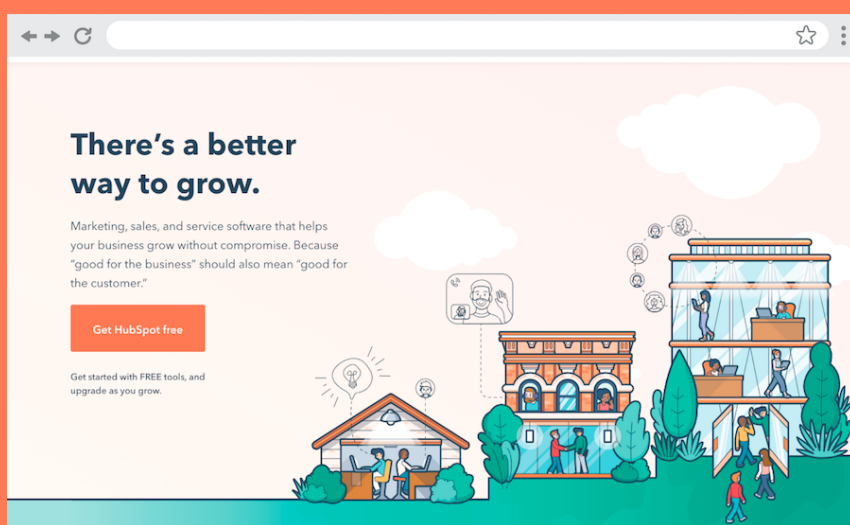 There's a better
way to grow.
Marketing, sales, and service software that helps
your business grow without compromise. Because
"good for the business" should also mean "good for
the customer."
Get HubSpot free
Get started with FREE tools, and
upgrade as you grow.